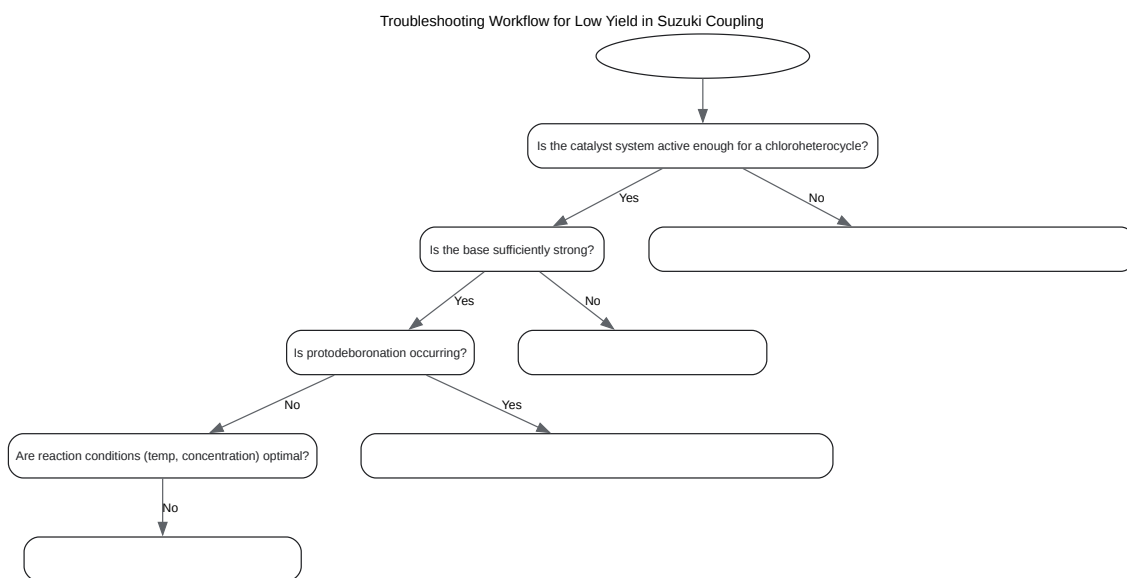 Troubleshooting Workflow for Low Yield in Suzuki Coupling
Is the catalyst system active enough for a chloroheterocycle?
Yes
No
Is the base sufficiently strong?
Yes
No
Is protodeboronation occurring?
No
Yes
Are reaction conditions (temp, concentration) optimal?
No